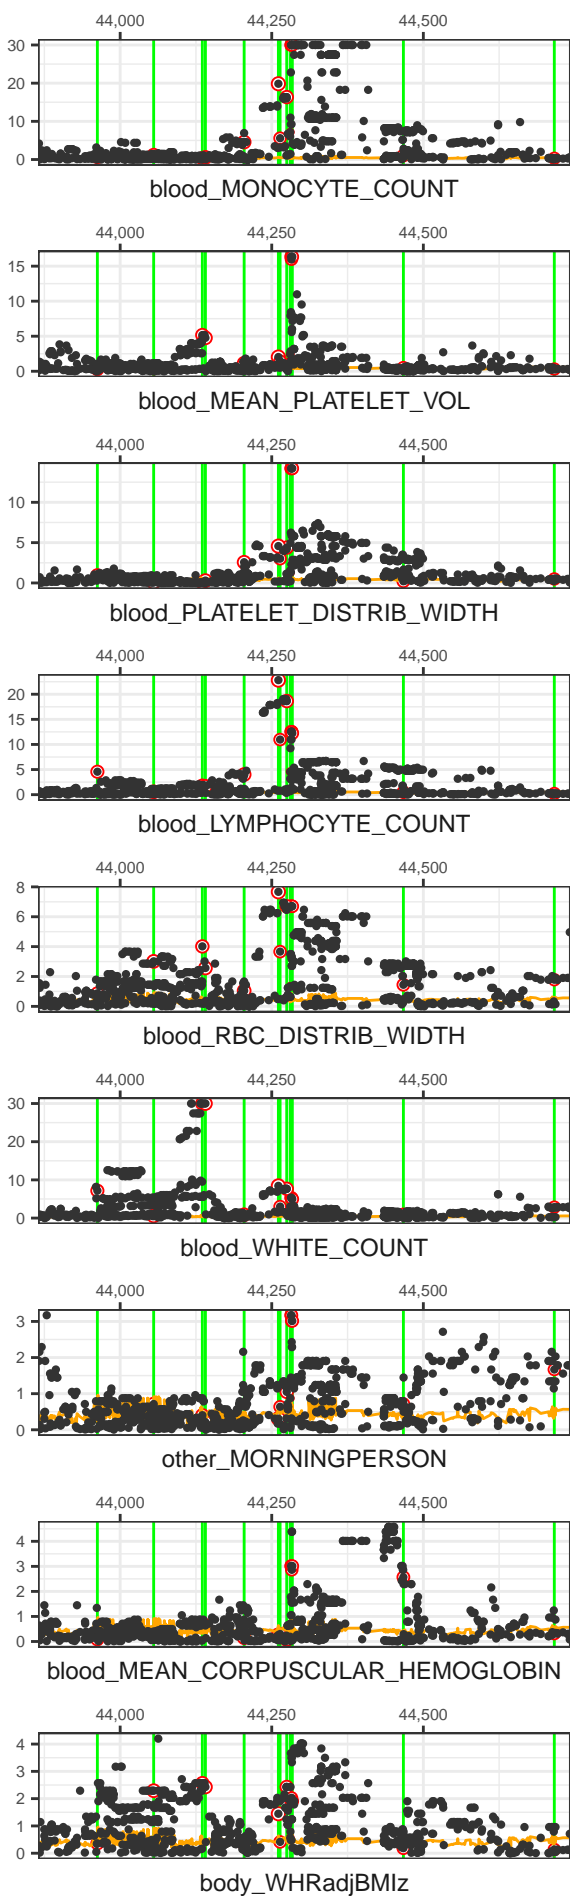 44,000 44,250 44,500
30
20
10
0
blood_MONOCYTE_COUNT
44,000 44,250 44,500
15
10
5
0
blood_MEAN_PLATELET_VOL
44,000 44,250 44,500
10
5
0
blood_PLATELET_DISTRIB_WIDTH
44,000 44,250 44,500
20
15
10
5
0
blood_LYMPHOCYTE_COUNT
44,000 44,250 44,500
8
6
4
2
0
blood_RBC_DISTRIB_WIDTH
44,000 44,250 44,500
30
20
10
0
blood_WHITE_COUNT
44,000 44,250 44,500
3
2
1
0
other_MORNINGPERSON
44,000 44,250 44,500
4
3
2
1
0
blood_MEAN_CORPUSCULAR_HEMOGLOBIN
44,000 44,250 44,500
4
3
2
1
0
body_WHRadjBMIz